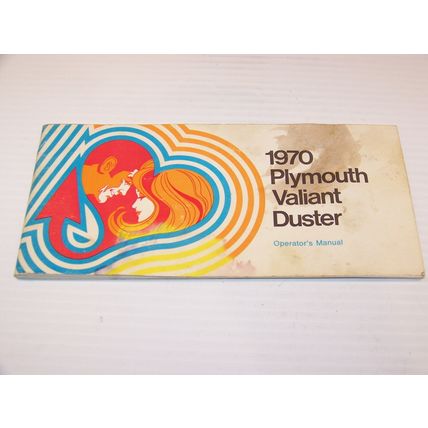 1970
Plymouth
Valiant
Duster
Operator's Manual